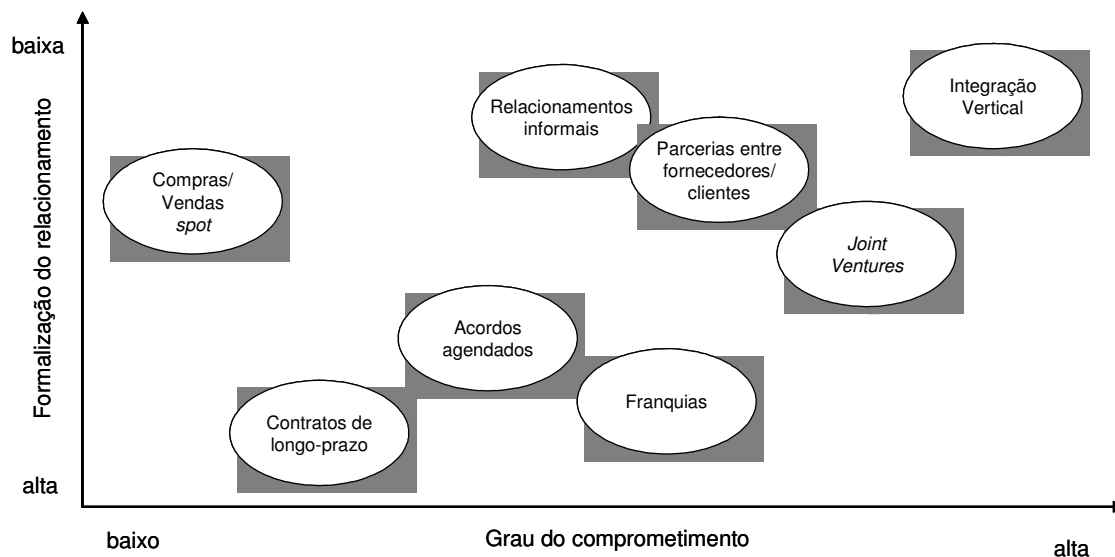 baixa
Formalização do relacionamento
alta
Integração
Vertical
Relacionamentos
informais
Parcerias entre
fornecedores/
clientes
Compras/
Vendas
spot
Joint
Ventures
Acordos
agendados
Franquias
Contratos de
longo-prazo
baixo
Grau do comprometimento
alta